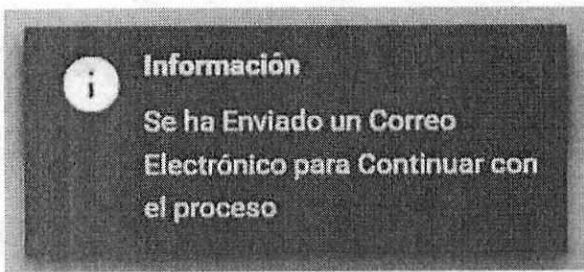 Información
Se ha Enviado un Correo
Electrónico para Continuar con
el proceso